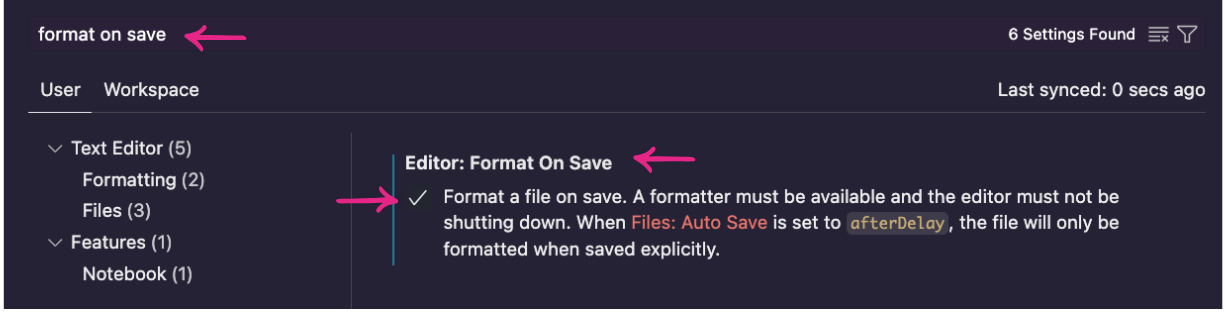 format on save
6 Settings Found
User Workspace
Last synced: 0 secs ago
Text Editor (5)
Formatting (2)
Files (3)
Features (1)
Notebook (1)
Editor: Format On Save
Format a file on save. A formatter must be available and the editor must not be
shutting down. When Files: Auto Save is set to afterDelay, the file will only be
formatted when saved explicitly.